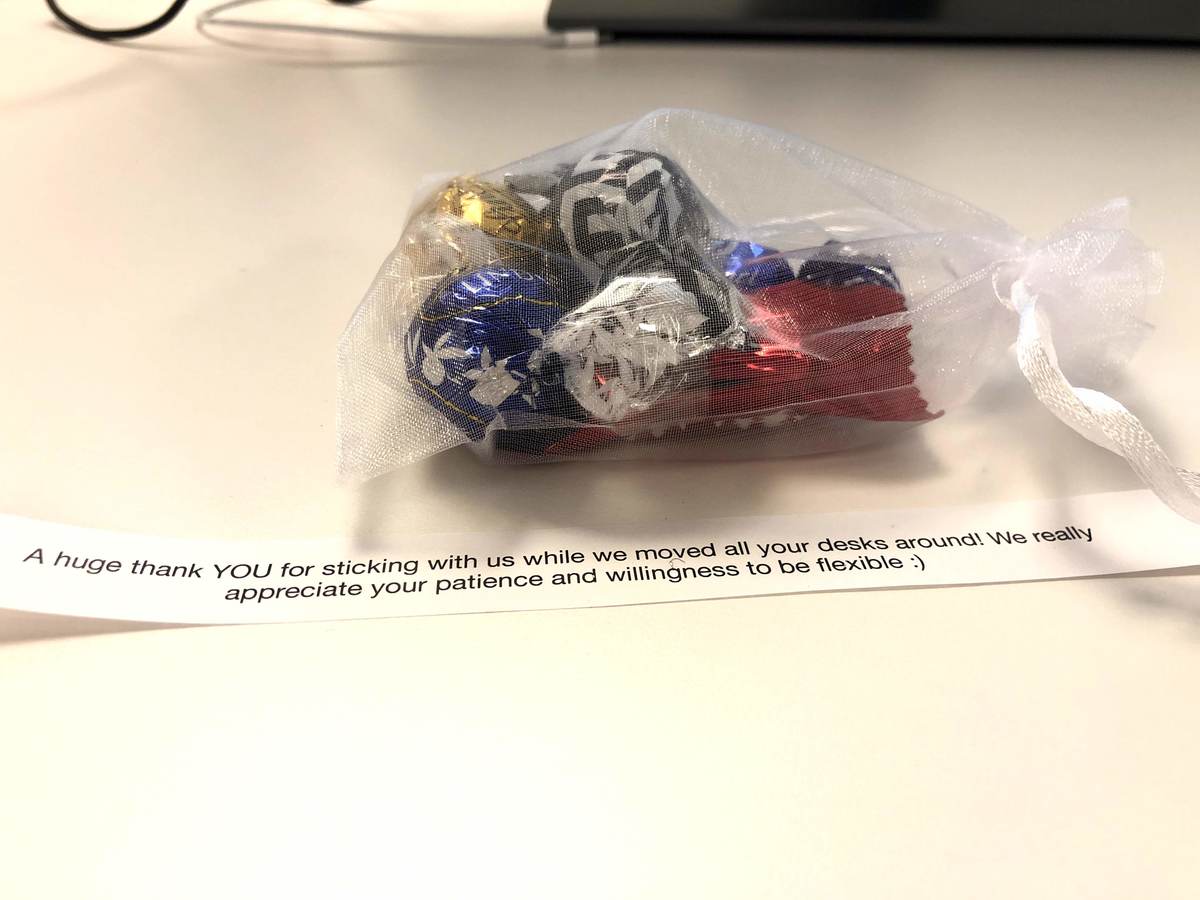 A huge thank YOU for sticking with us while we moved all your desks around! We really
appreciate your patience and willingness to be flexible :)